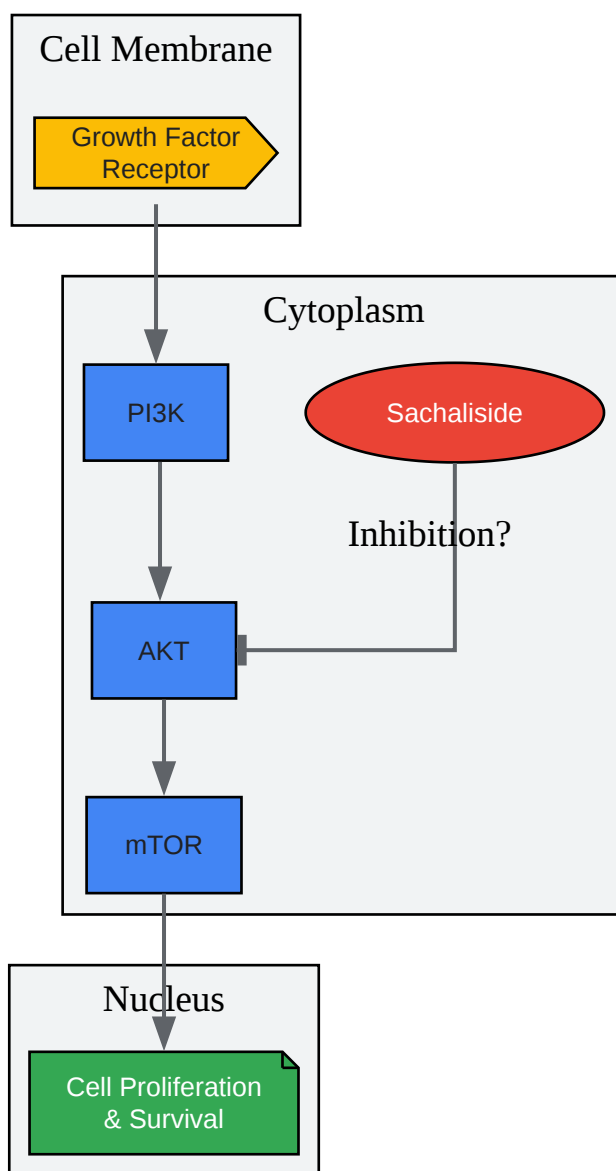 Cell Membrane
Growth Factor
Receptor
Cytoplasm
PI3K
Sachaliside
Inhibition?
AKT
mTOR
Nucleus
Cell Proliferation
& Survival